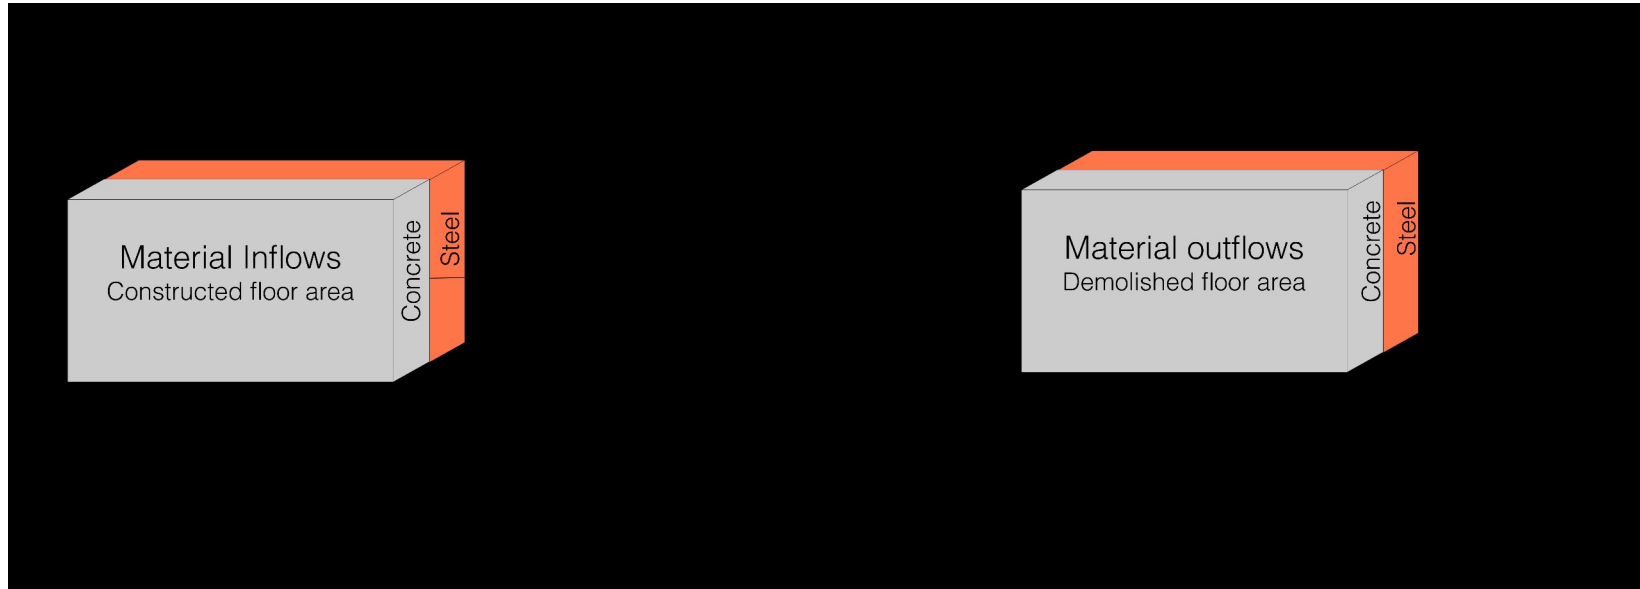 Material Inflows
Constructed floor area
Concrete
Steel
Material outflows
Demolished floor area
Concrete
Steel